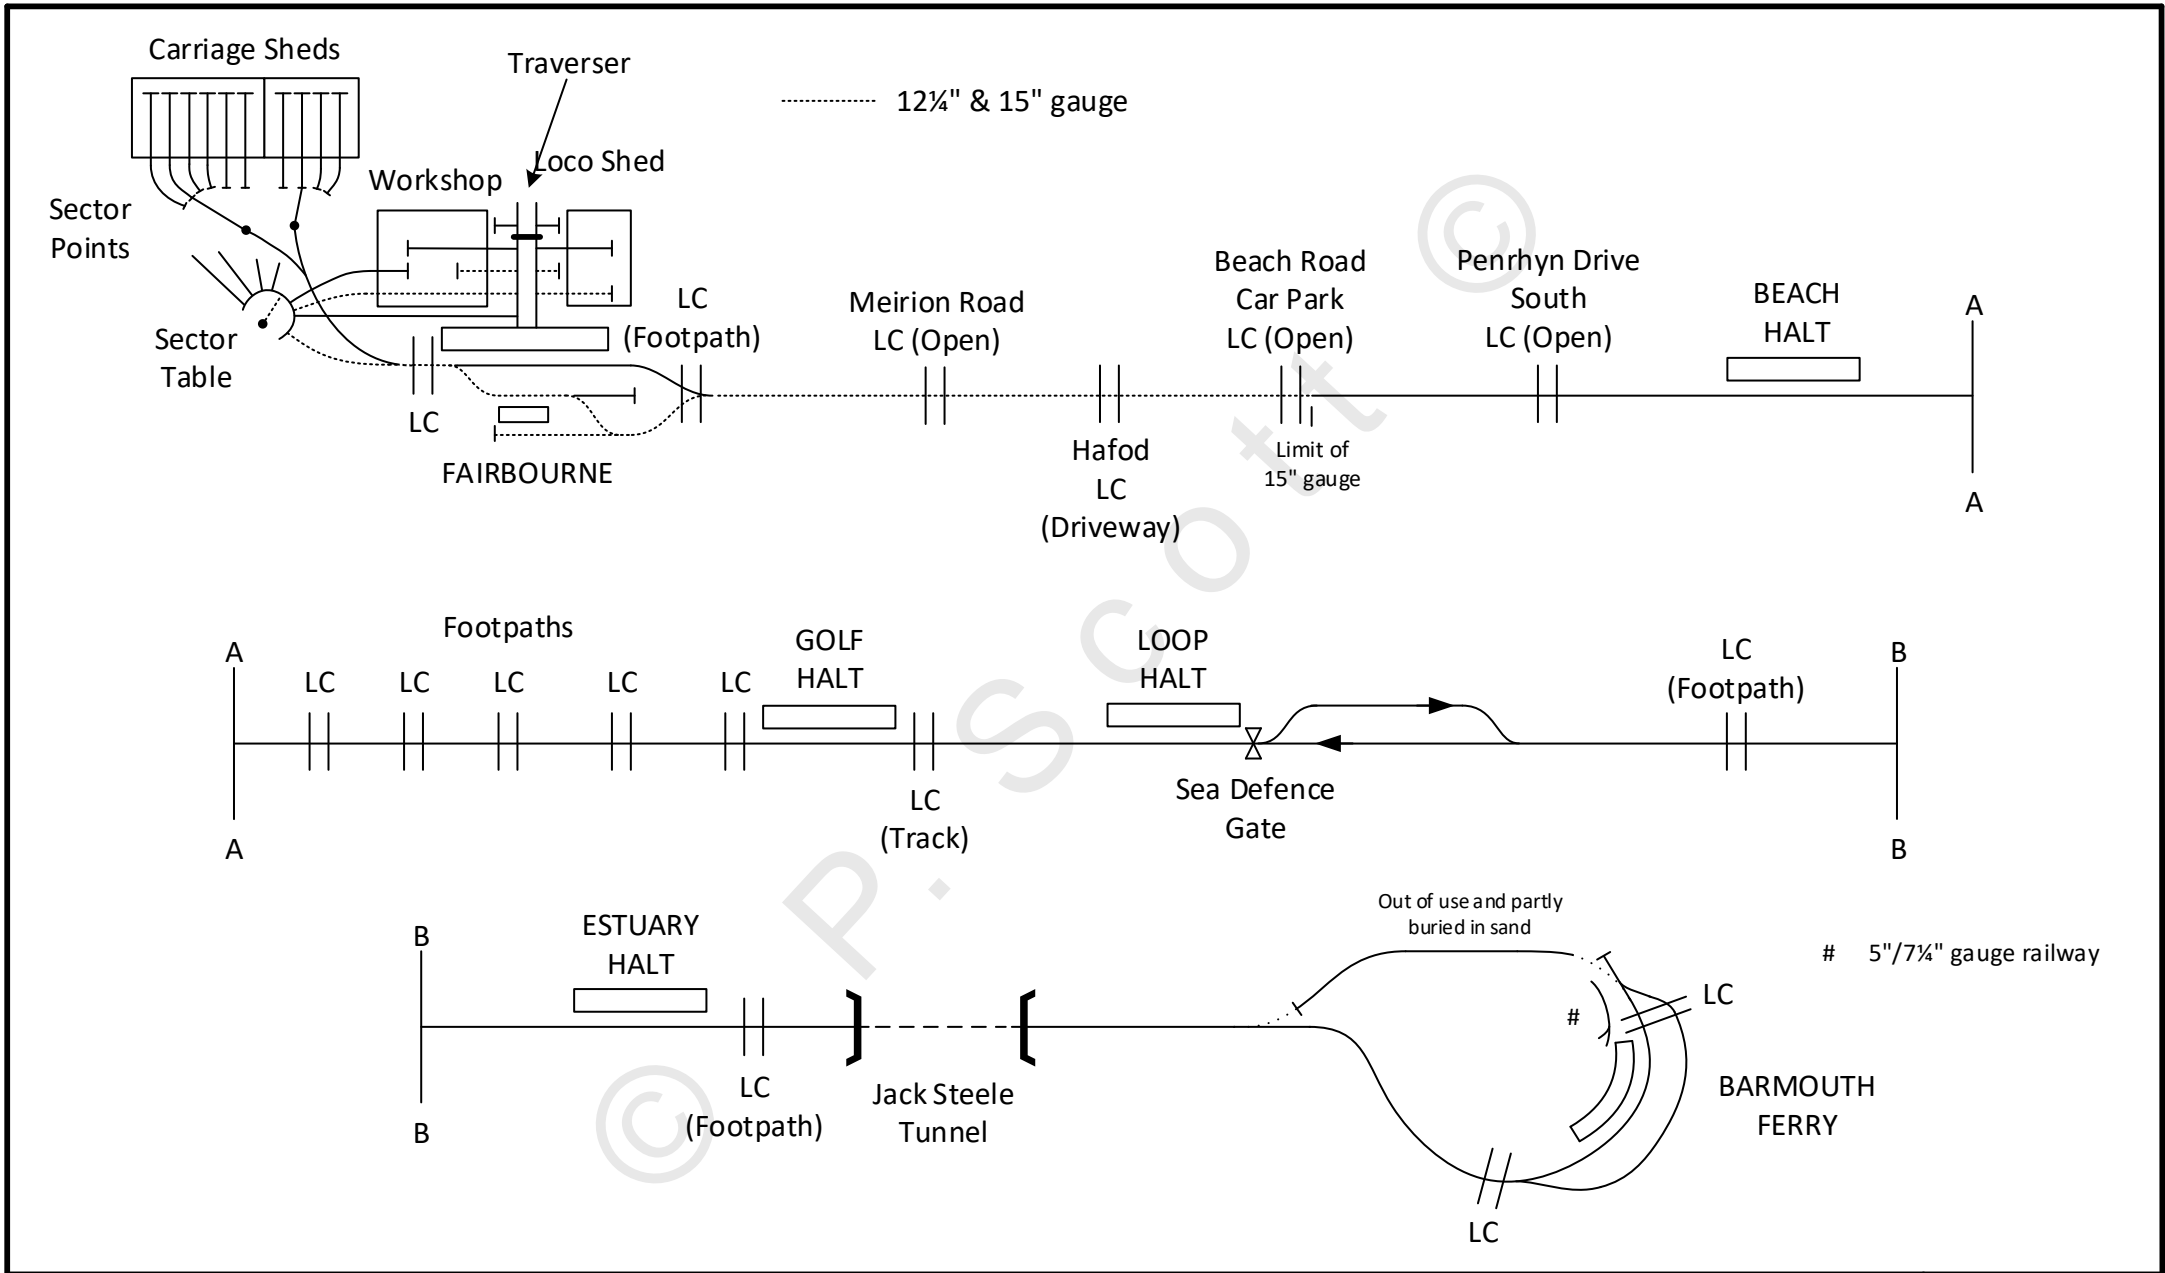 Carriage Sheds
Traverser
12¼" & 15" gauge
Loco Shed
Workshop
Sector
Points
Sector
Table
LC
(Footpath)
LC
FAIRBOURNE
Meirion Road
LC (Open)
Hafod
LC
(Driveway)
Beach Road
Car Park
LC (Open)
Limit of
15" gauge
Penrhyn Drive
South
LC (Open)
BEACH
HALT
A
A
A
A
Footpaths
LC
LC
LC
LC
LC
GOLF
HALT
LC
(Track)
LOOP
HALT
Sea Defence
Gate
LC
(Footpath)
B
B
B
B
ESTUARY
HALT
LC
(Footpath)
Jack Steele
Tunnel
Out of use and partly
buried in sand
# 5"/7¼" gauge railway
LC
#
BARMOUTH
FERRY
LC
© P. Scott ©